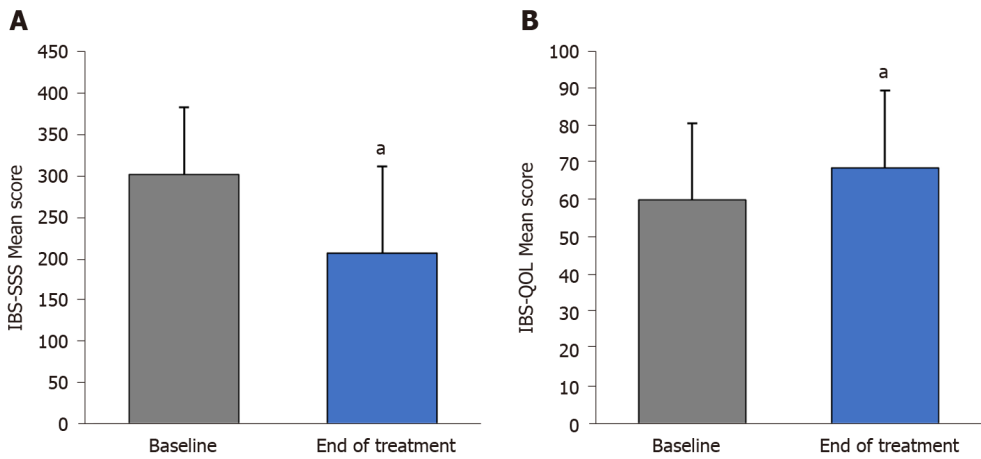 A
IBS-SSS Mean score
450
400
350
300
250
200
150
100
50
0
a
Baseline
End of treatment
B
IBS-QOL Mean score
100
90
80
70
60
50
40
30
20
10
0
a
Baseline
End of treatment